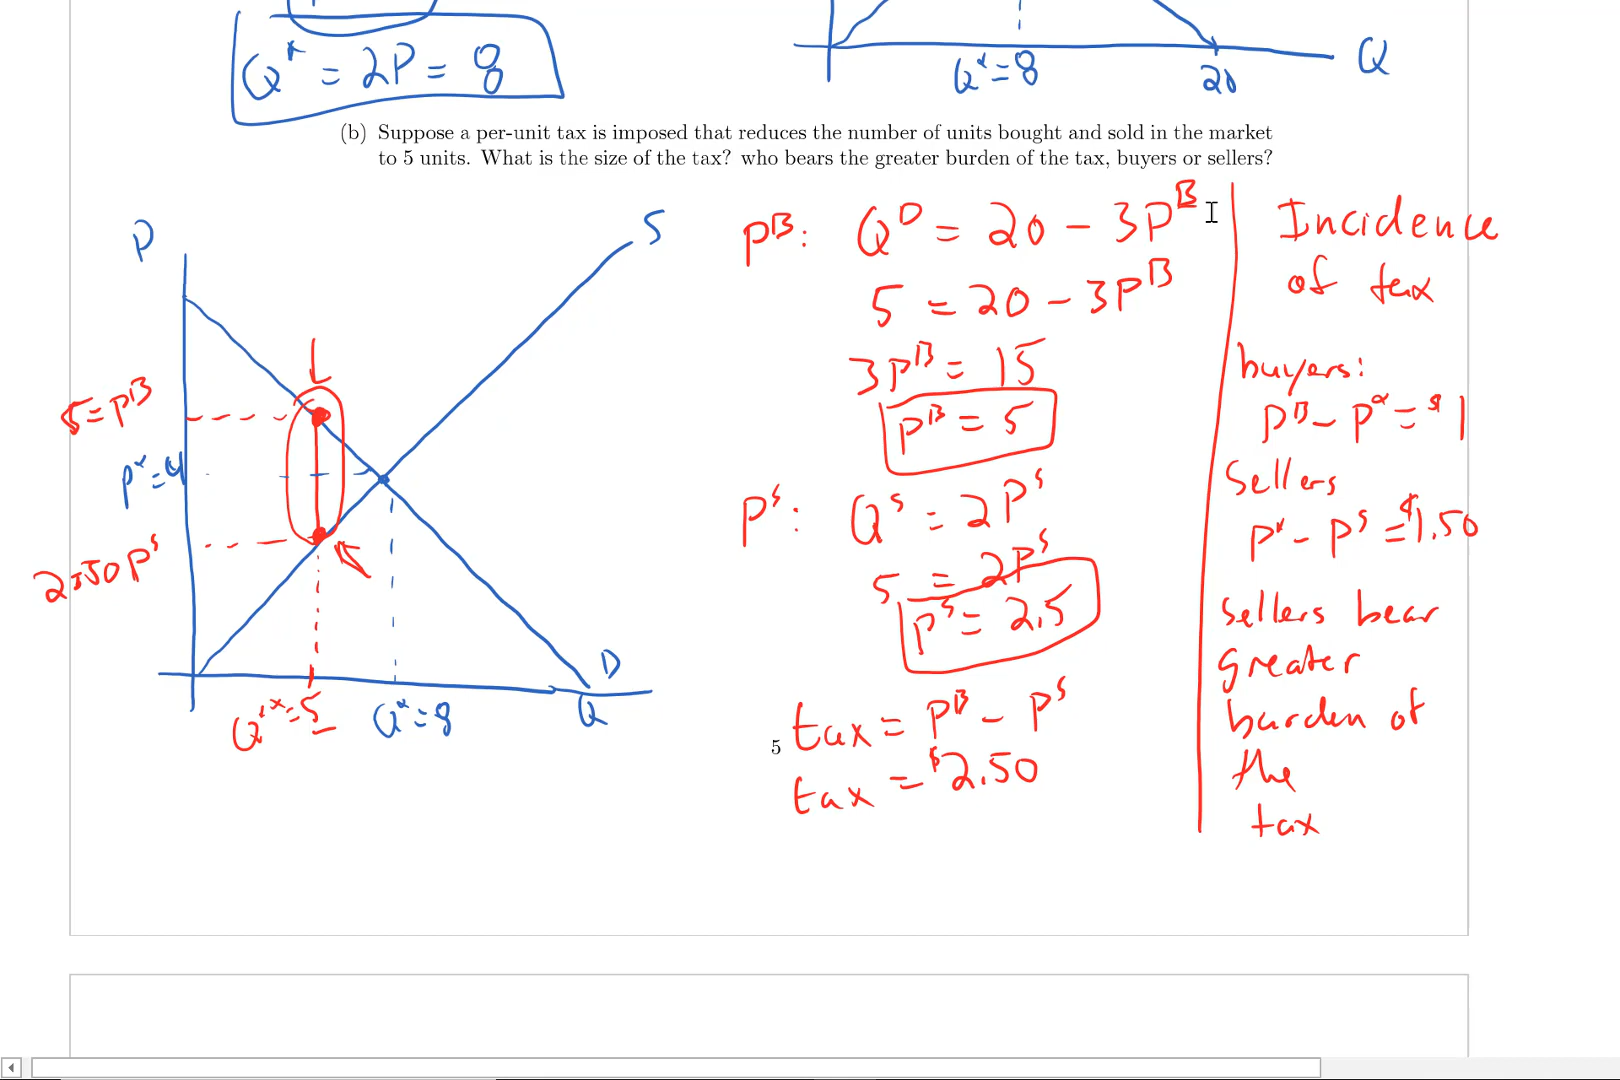 Q* = 2P = 8
Q
Q*=8
20
(b) Suppose a per-unit tax is imposed that reduces the number of units bought and sold in the market
to 5 units. What is the size of the tax? who bears the greater burden of the tax, buyers or sellers?
P
S
5=P^B
P*=4
2.50 P^S
D
Q'*=5
Q*=8
Q
P^B: Q^D = 20 - 3P^B
5 = 20 - 3P^B
3P^B = 15
P^B = 5
P^S: Q^S = 2P^S
5 = 2P^S
P^S = 2.5
tax = P^B - P^S
5
tax = $2.50
Incidence
of tax
buyers:
P^B - P* = $1
Sellers
P* - P^S = $1.50
sellers bear
greater
burden of
the
tax